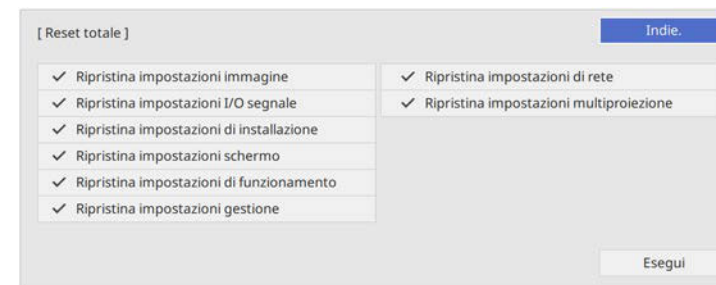 [ Reset totale ]
Indie.
Ripristina impostazioni immagine
Ripristina impostazioni di rete
Ripristina impostazioni I/O segnale
Ripristina impostazioni multiproiezione
Ripristina impostazioni di installazione
Ripristina impostazioni schermo
Ripristina impostazioni di funzionamento
Ripristina impostazioni gestione
Esegui